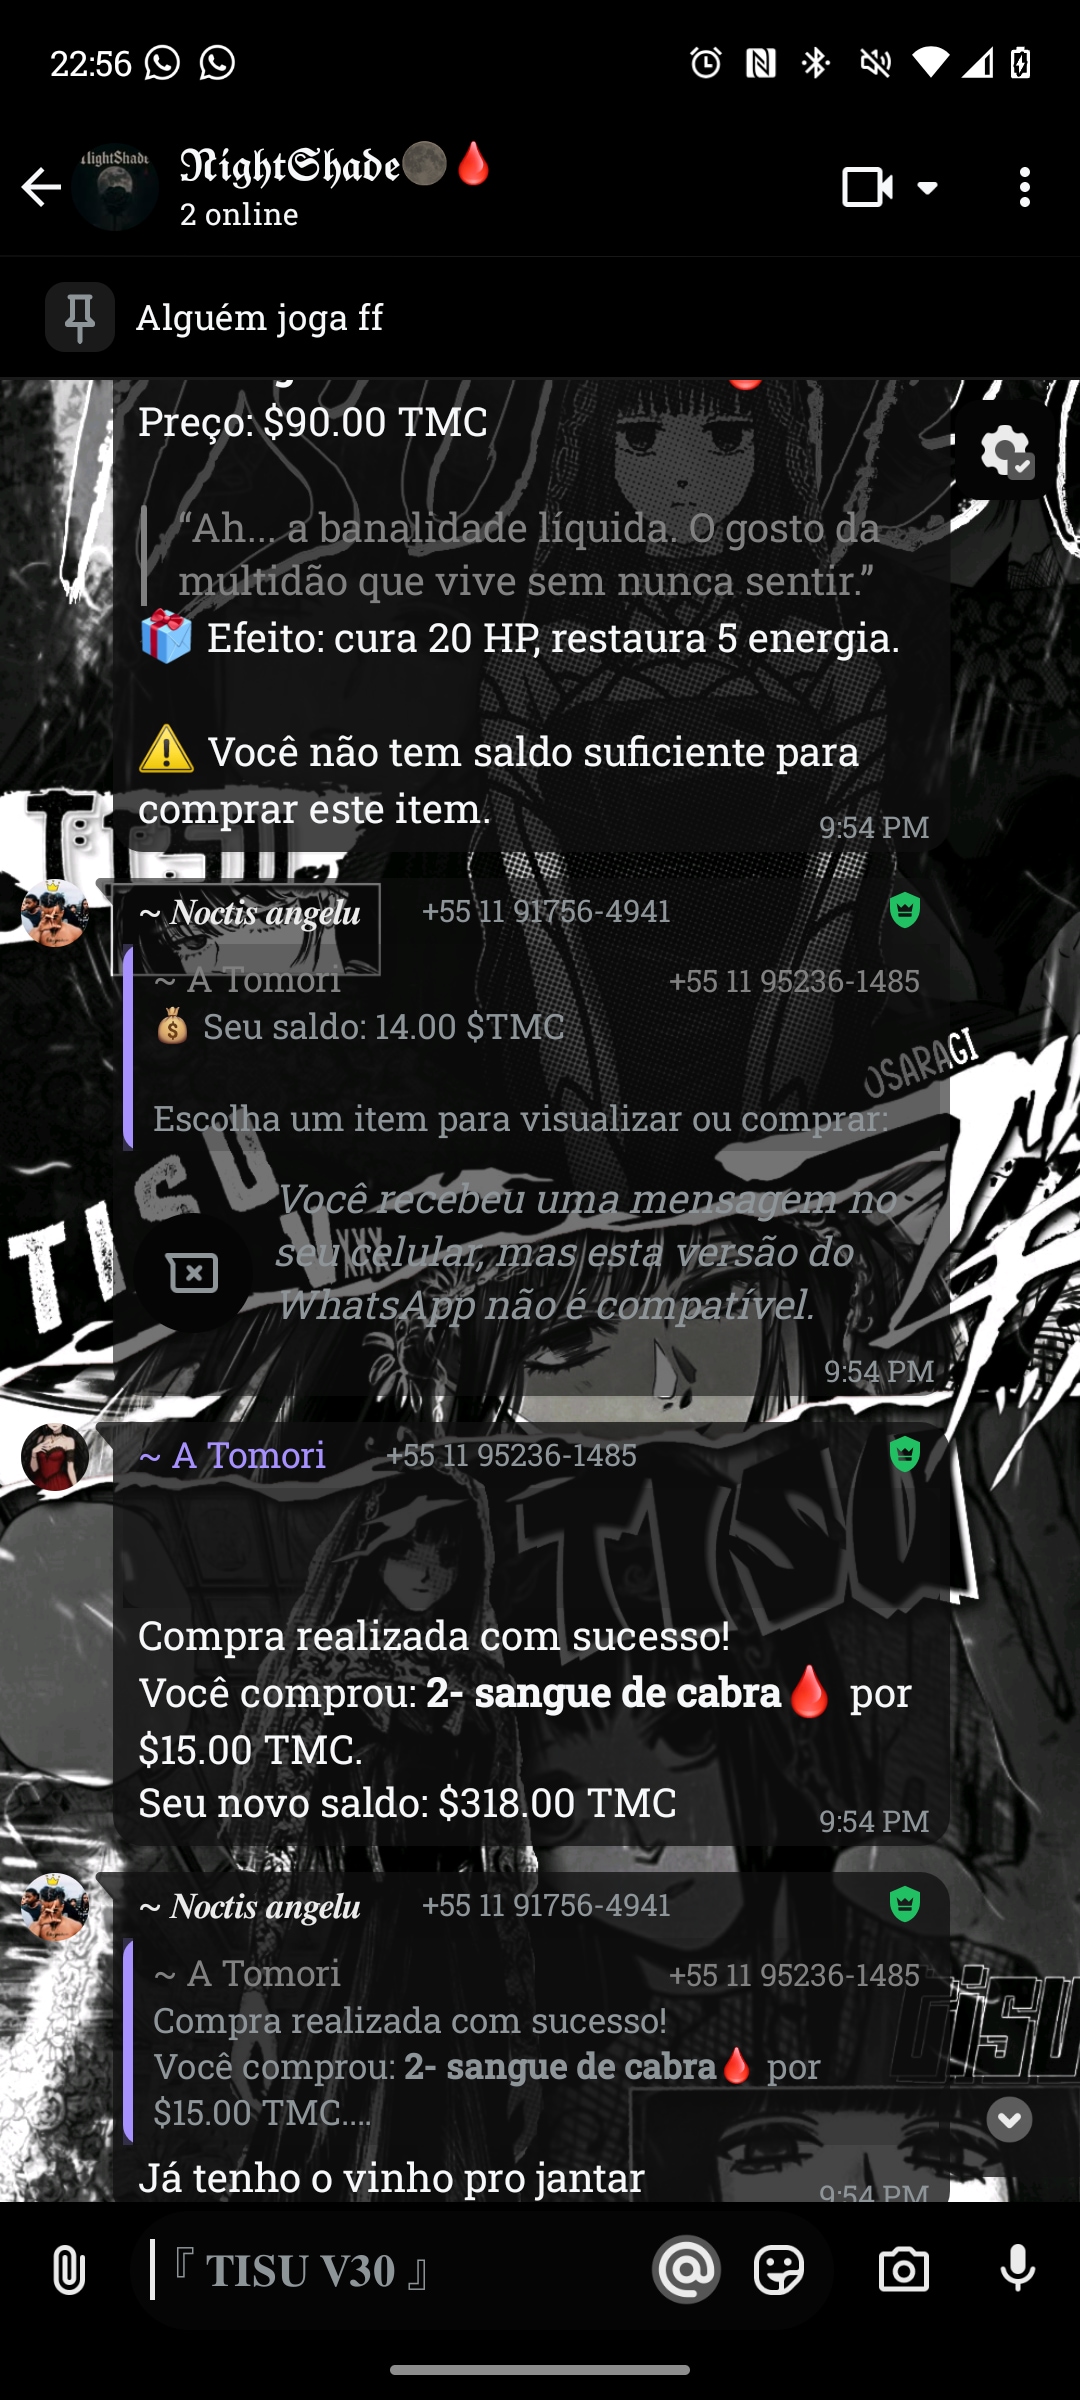 22:56
NightShade🌑🩸
2 online
Alguém joga ff
Preço: $90.00 TMC
“Ah... a banalidade líquida. O gosto da
multidão que vive sem nunca sentir.”
🎁 Efeito: cura 20 HP, restaura 5 energia.
⚠️ Você não tem saldo suficiente para
comprar este item.
9:54 PM
~ Noctis angelu +55 11 91756-4941
~ A Tomori +55 11 95236-1485
💰 Seu saldo: 14.00 $TMC
OSARAGI
Escolha um item para visualizar ou comprar:
Você recebeu uma mensagem no
seu celular, mas esta versão do
WhatsApp não é compatível.
TISU
9:54 PM
~ A Tomori +55 11 95236-1485
TISU
Compra realizada com sucesso!
Você comprou: 2- sangue de cabra🩸 por
$15.00 TMC.
Seu novo saldo: $318.00 TMC
9:54 PM
~ Noctis angelu +55 11 91756-4941
~ A Tomori +55 11 95236-1485
Compra realizada com sucesso!
Você comprou: 2- sangue de cabra🩸 por
$15.00 TMC....
Já tenho o vinho pro jantar
9:54 PM
『 TISU V30 』